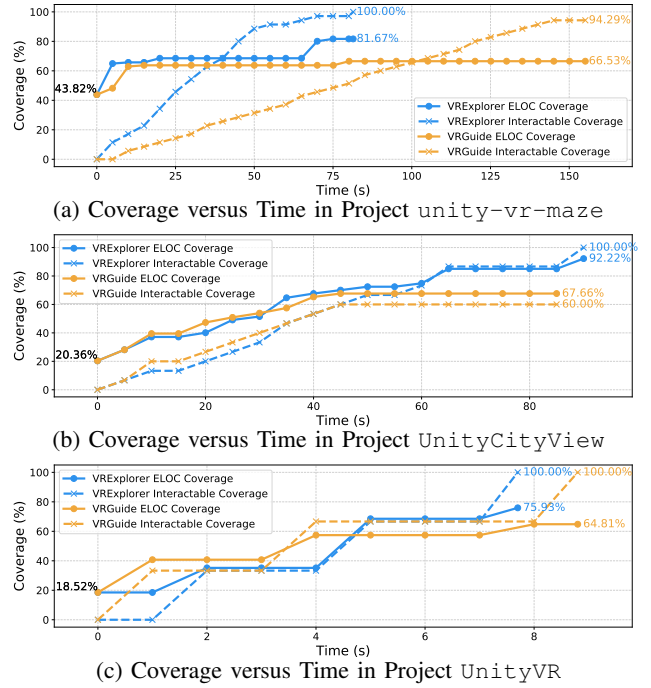 100.00%
94.29%
81.67%
66.53%
43.82%
Coverage (%)
100
80
60
40
20
0
VRExplorer ELOC Coverage
VRExplorer Interactable Coverage
VRGuide ELOC Coverage
VRGuide Interactable Coverage
0 25 50 75 100 125 150
Time (s)
(a) Coverage versus Time in Project unity-vr-maze
100.00%
92.22%
67.66%
60.00%
20.36%
Coverage (%)
100
80
60
40
20
0
VRExplorer ELOC Coverage
VRExplorer Interactable Coverage
VRGuide ELOC Coverage
VRGuide Interactable Coverage
0 20 40 60 80
Time (s)
(b) Coverage versus Time in Project UnityCityView
100.00% 100.00%
75.93%
64.81%
18.52%
Coverage (%)
100
80
60
40
20
0
VRExplorer ELOC Coverage
VRExplorer Interactable Coverage
VRGuide ELOC Coverage
VRGuide Interactable Coverage
0 2 4 6 8
Time (s)
(c) Coverage versus Time in Project UnityVR